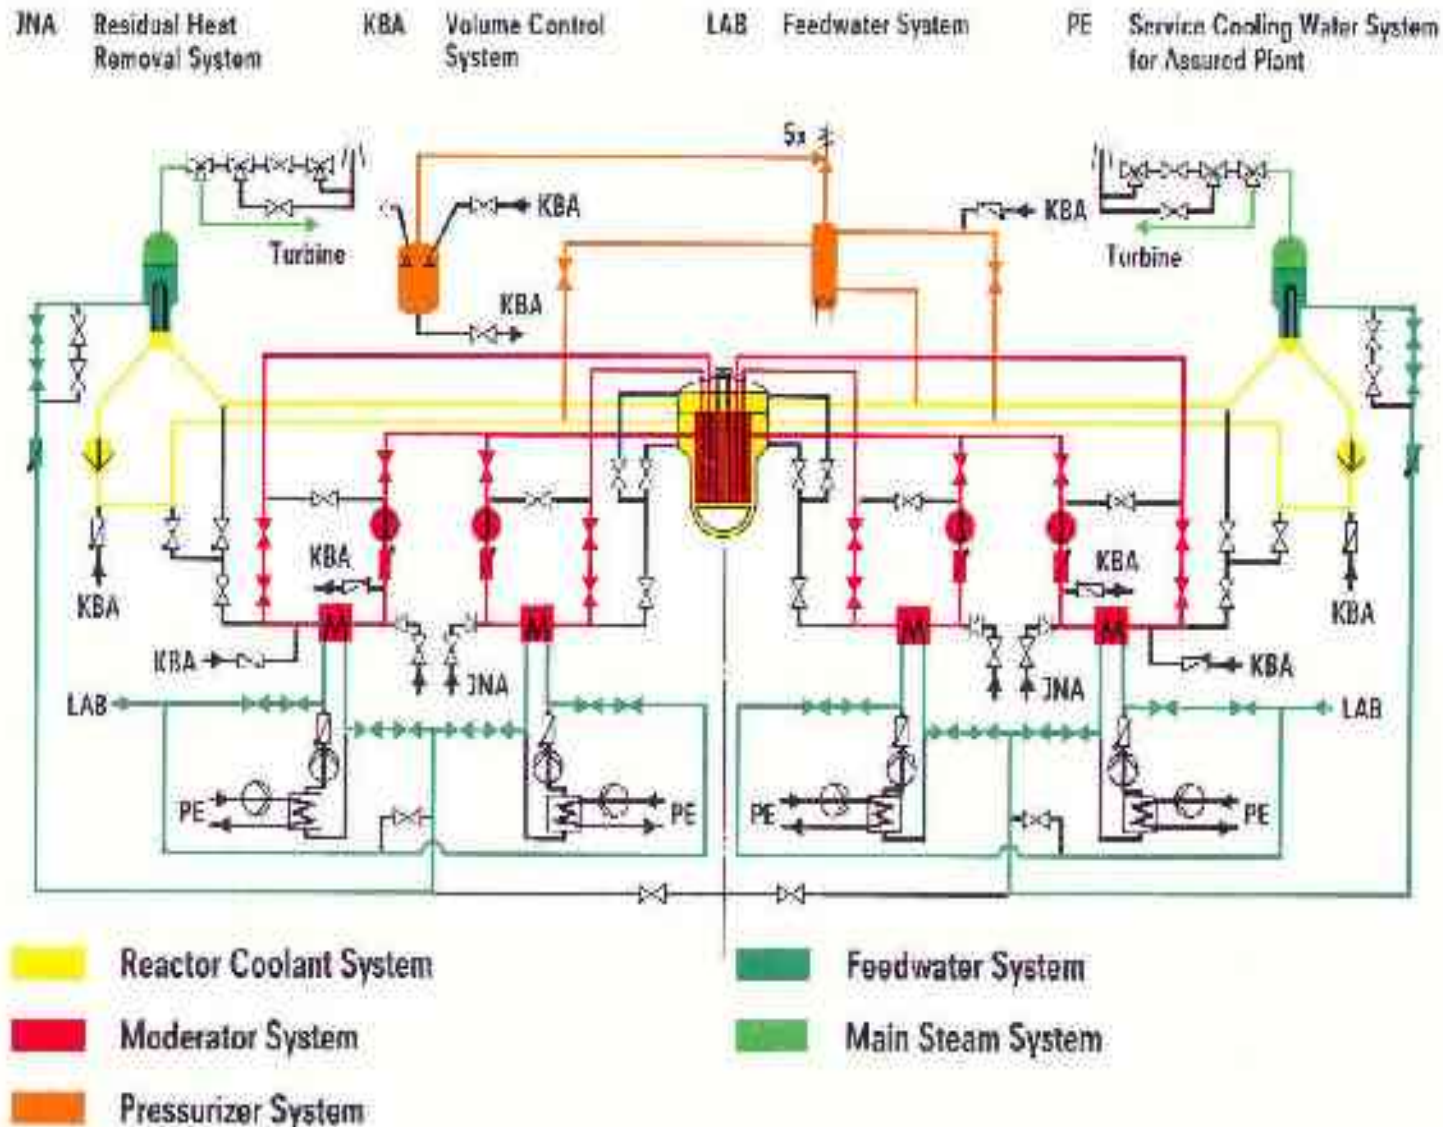 JNA Residual Heat Removal System
KBA Volume Control System
LAB Feedwater System
PE Service Cooling Water System for Assured Plant
5x
KBA
KBA
Turbine
Turbine
KBA
KBA
KBA
KBA
KBA
KBA
KBA
KBA
JNA
JNA
LAB
LAB
PE
PE
PE
PE
Reactor Coolant System
Feedwater System
Moderator System
Main Steam System
Pressurizer System